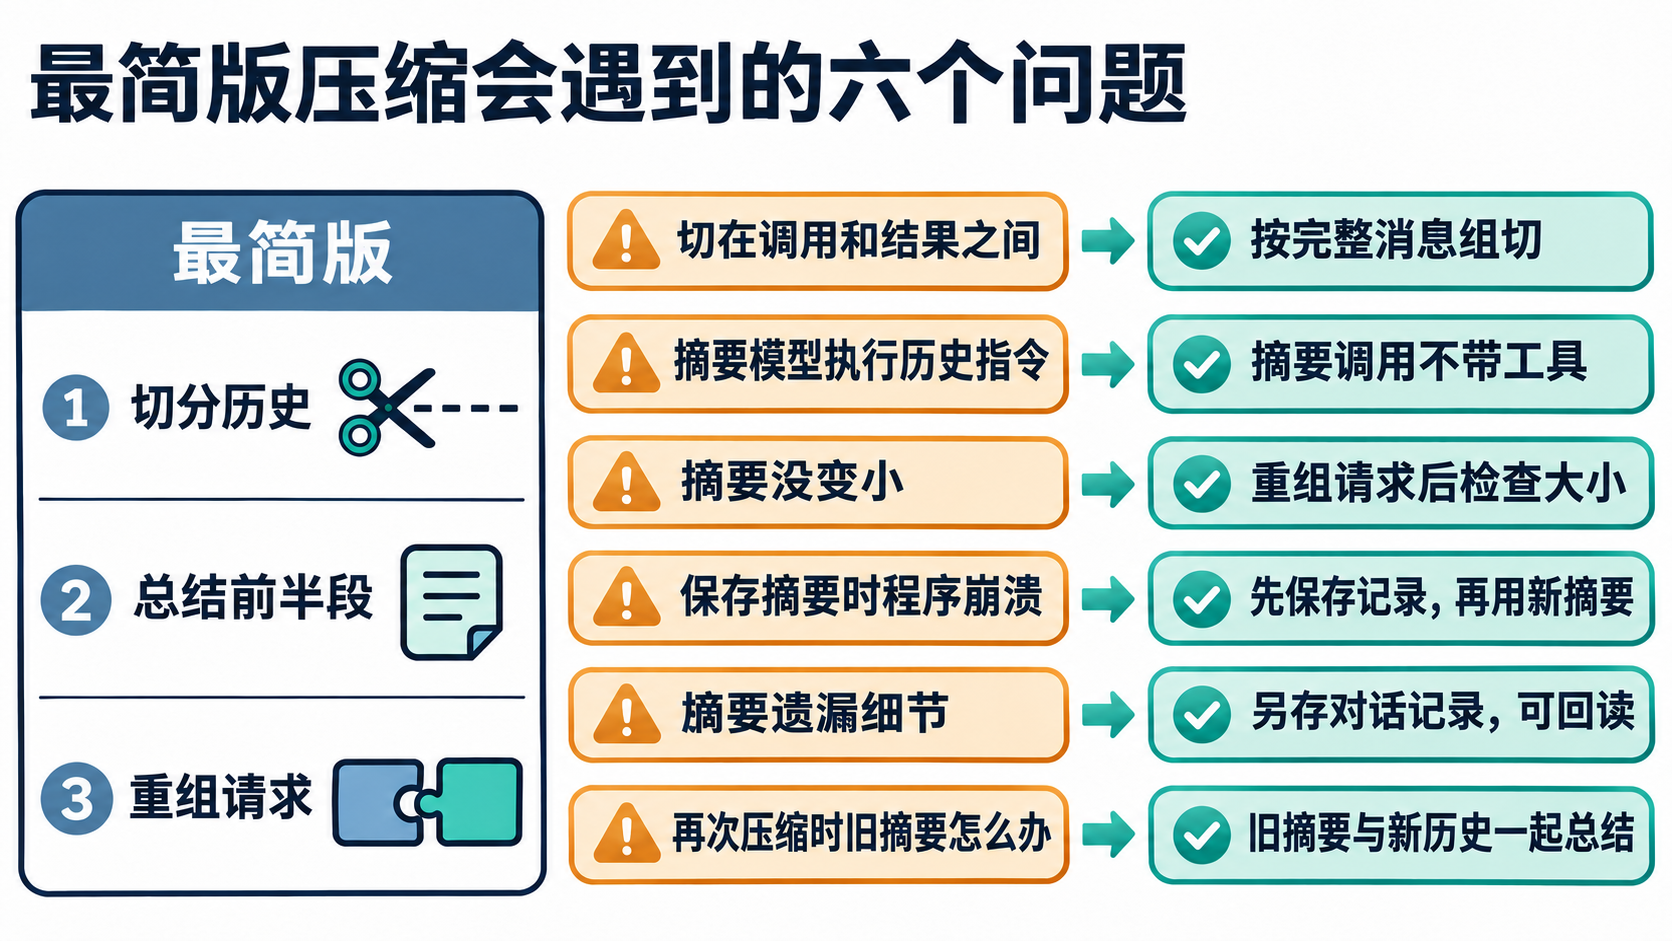 最简版压缩会遇到的六个问题
最简版
1 切分历史
2 总结前半段
3 重组请求
切在调用和结果之间
按完整消息组切
摘要模型执行历史指令
摘要调用不带工具
摘要没变小
重组请求后检查大小
保存摘要时程序崩溃
先保存记录，再用新摘要
摘要遗漏细节
另存对话记录，可回读
再次压缩时旧摘要怎么办
旧摘要与新历史一起总结